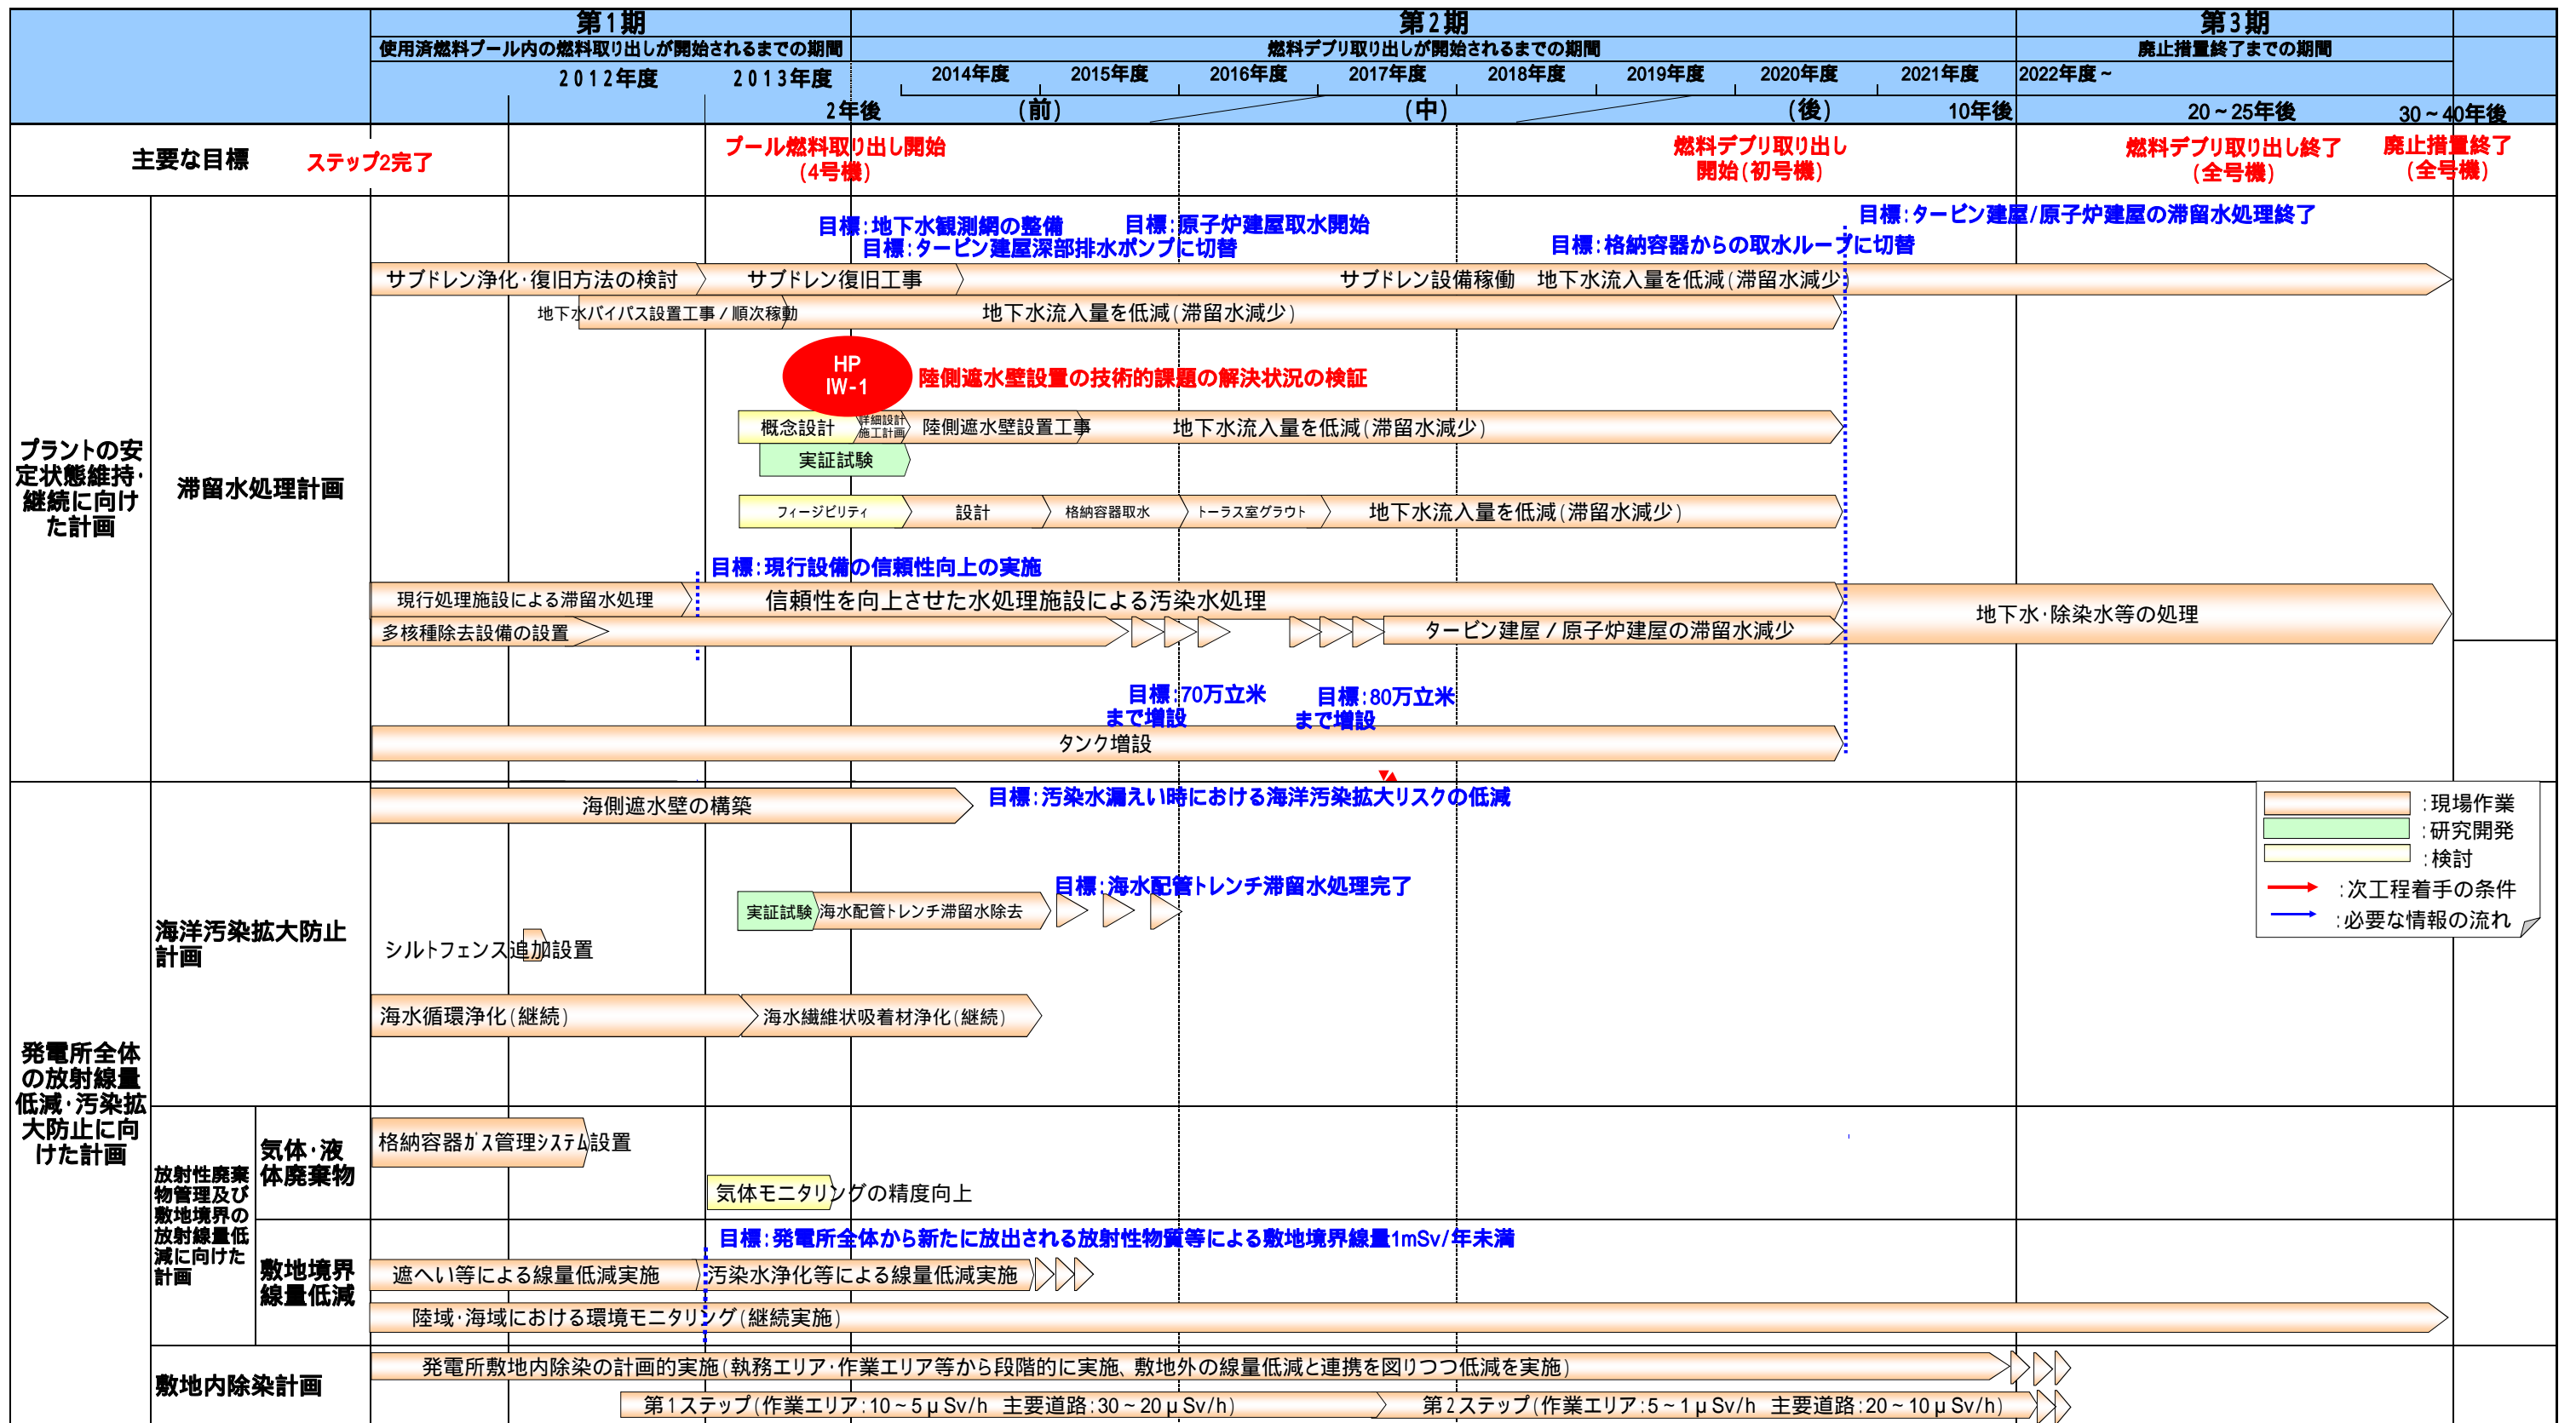 第1期
第2期
第3期
使用済燃料プール内の燃料取り出しが開始されるまでの期間
燃料デブリ取り出しが開始されるまでの期間
廃止措置終了までの期間
2012年度
2013年度
2014年度
2015年度
2016年度
2017年度
2018年度
2019年度
2020年度
2021年度
2022年度～
2年後
(前)
(中)
(後)
10年後
20～25年後
30～40年後
主要な目標
ステップ2完了
プール燃料取り出し開始
(4号機)
燃料デブリ取り出し
開始(初号機)
燃料デブリ取り出し終了
(全号機)
廃止措置終了
(全号機)
プラントの安
定状態維持・
継続に向け
た計画
滞留水処理計画
目標:地下水観測網の整備
目標:原子炉建屋取水開始
目標:タービン建屋/原子炉建屋の滞留水処理終了
目標:タービン建屋深部排水ポンプに切替
目標:格納容器からの取水ループに切替
サブドレン浄化・復旧方法の検討
サブドレン復旧工事
サブドレン設備稼働 地下水流入量を低減(滞留水減少)
地下水バイパス設置工事/順次稼動
地下水流入量を低減(滞留水減少)
HP
IW-1
陸側遮水壁設置の技術的課題の解決状況の検証
概念設計
詳細設計
施工計画
陸側遮水壁設置工事
地下水流入量を低減(滞留水減少)
実証試験
フィージビリティ
設計
格納容器取水
トーラス室グラウト
地下水流入量を低減(滞留水減少)
目標:現行設備の信頼性向上の実施
現行処理施設による滞留水処理
信頼性を向上させた水処理施設による汚染水処理
地下水・除染水等の処理
多核種除去設備の設置
タービン建屋/原子炉建屋の滞留水減少
目標:70万立米
まで増設
目標:80万立米
まで増設
タンク増設
発電所全体
の放射線量
低減・汚染拡
大防止に向
けた計画
海洋汚染拡大防止
計画
海側遮水壁の構築
目標:汚染水漏えい時における海洋汚染拡大リスクの低減
:現場作業
:研究開発
:検討
:次工程着手の条件
:必要な情報の流れ
目標:海水配管トレンチ滞留水処理完了
実証試験
海水配管トレンチ滞留水除去
シルトフェンス追加設置
海水循環浄化(継続)
海水繊維状吸着材浄化(継続)
放射性廃棄
物管理及び
敷地境界の
放射線量低
減に向けた
計画
気体・液
体廃棄物
格納容器ガス管理システム設置
気体モニタリングの精度向上
敷地境界
線量低減
目標:発電所全体から新たに放出される放射性物質等による敷地境界線量1mSv/年未満
遮へい等による線量低減実施
汚染水浄化等による線量低減実施
陸域・海域における環境モニタリング(継続実施)
敷地内除染計画
発電所敷地内除染の計画的実施(執務エリア・作業エリア等から段階的に実施、敷地外の線量低減と連携を図りつつ低減を実施)
第1ステップ(作業エリア:10～5μSv/h 主要道路:30～20μSv/h)
第2ステップ(作業エリア:5～1μSv/h 主要道路:20～10μSv/h)